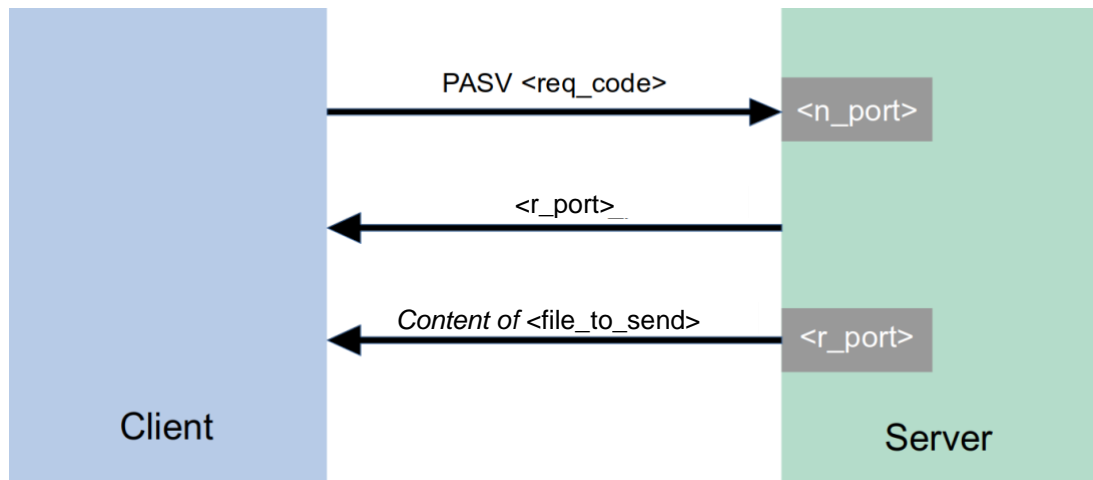 PASV <req_code>
<n_port>
<r_port>_
Content of <file_to_send>
<r_port>
Client
Server